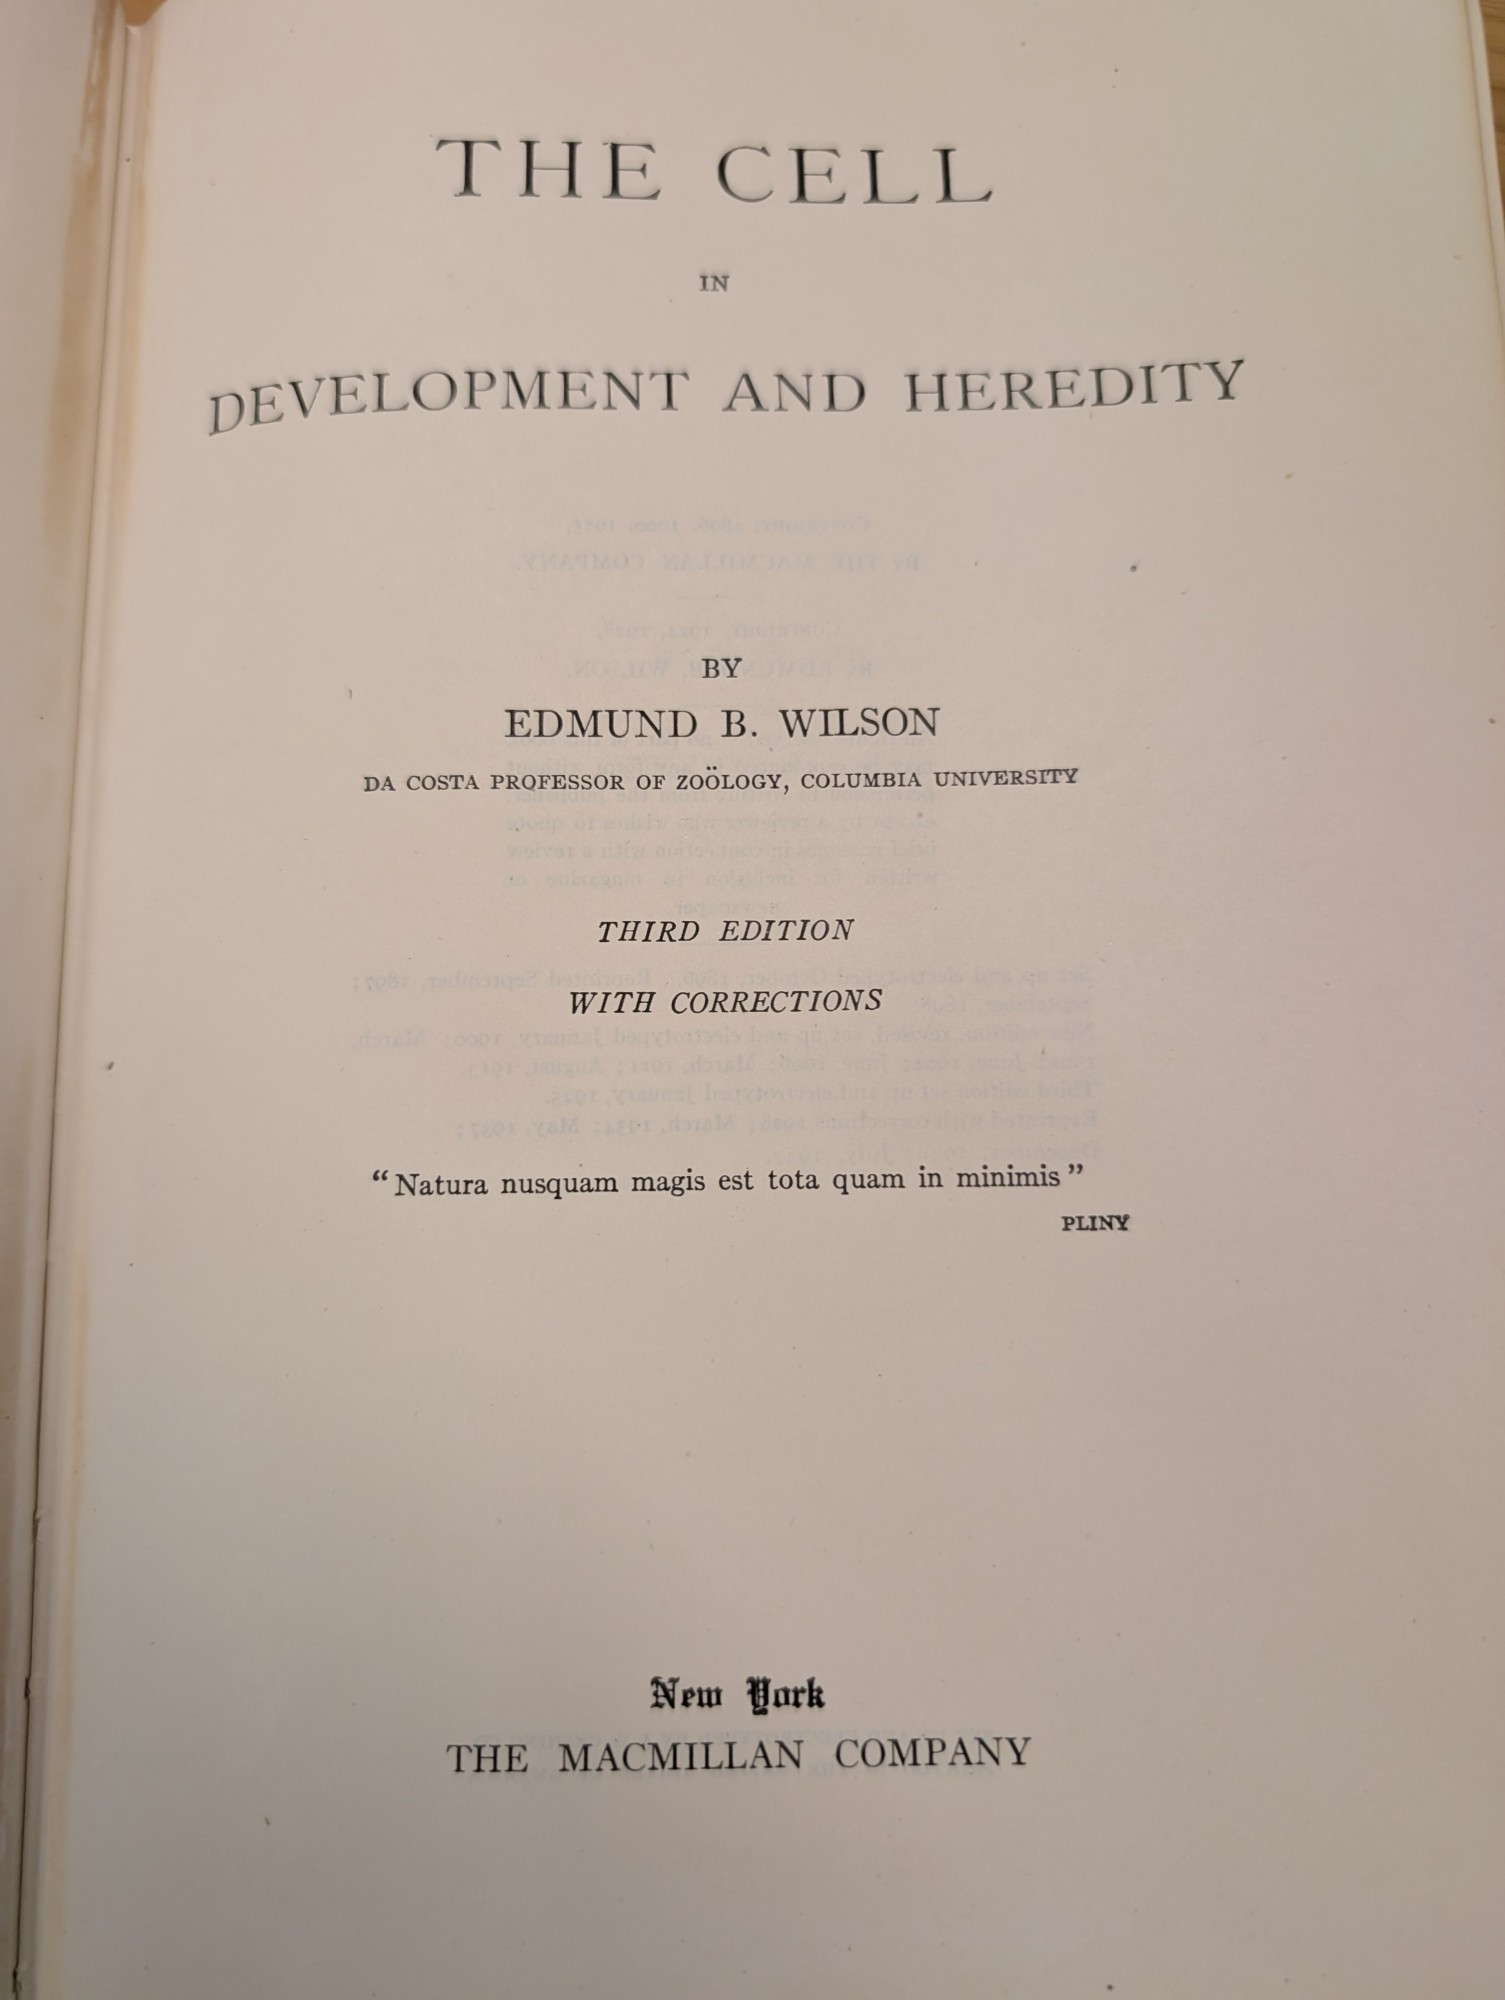 THE CELL
IN
DEVELOPMENT AND HEREDITY
BY
EDMUND B. WILSON
DA COSTA PROFESSOR OF ZOÖLOGY, COLUMBIA UNIVERSITY
THIRD EDITION
WITH CORRECTIONS
“Natura nusquam magis est tota quam in minimis”
PLINY
New York
THE MACMILLAN COMPANY